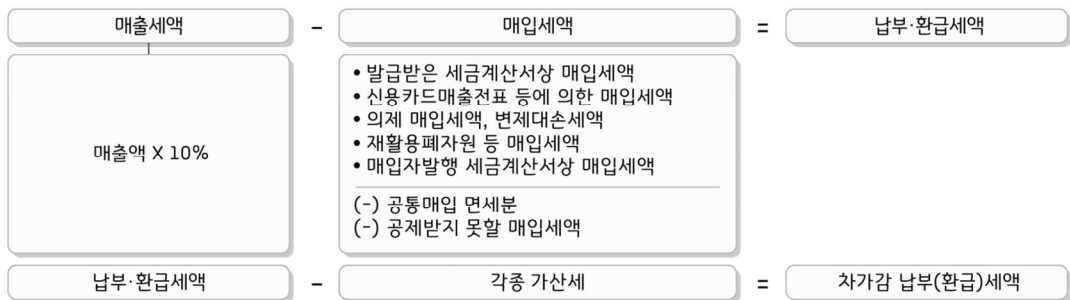 매출세액 − 매입세액 = 납부·환급세액
매출액 X 10%
• 발급받은 세금계산서상 매입세액
• 신용카드매출전표 등에 의한 매입세액
• 의제 매입세액, 변제대손세액
• 재활용폐자원 등 매입세액
• 매입자발행 세금계산서상 매입세액
(-) 공통매입 면세분
(-) 공제받지 못할 매입세액
납부·환급세액 − 각종 가산세 = 차가감 납부(환급)세액